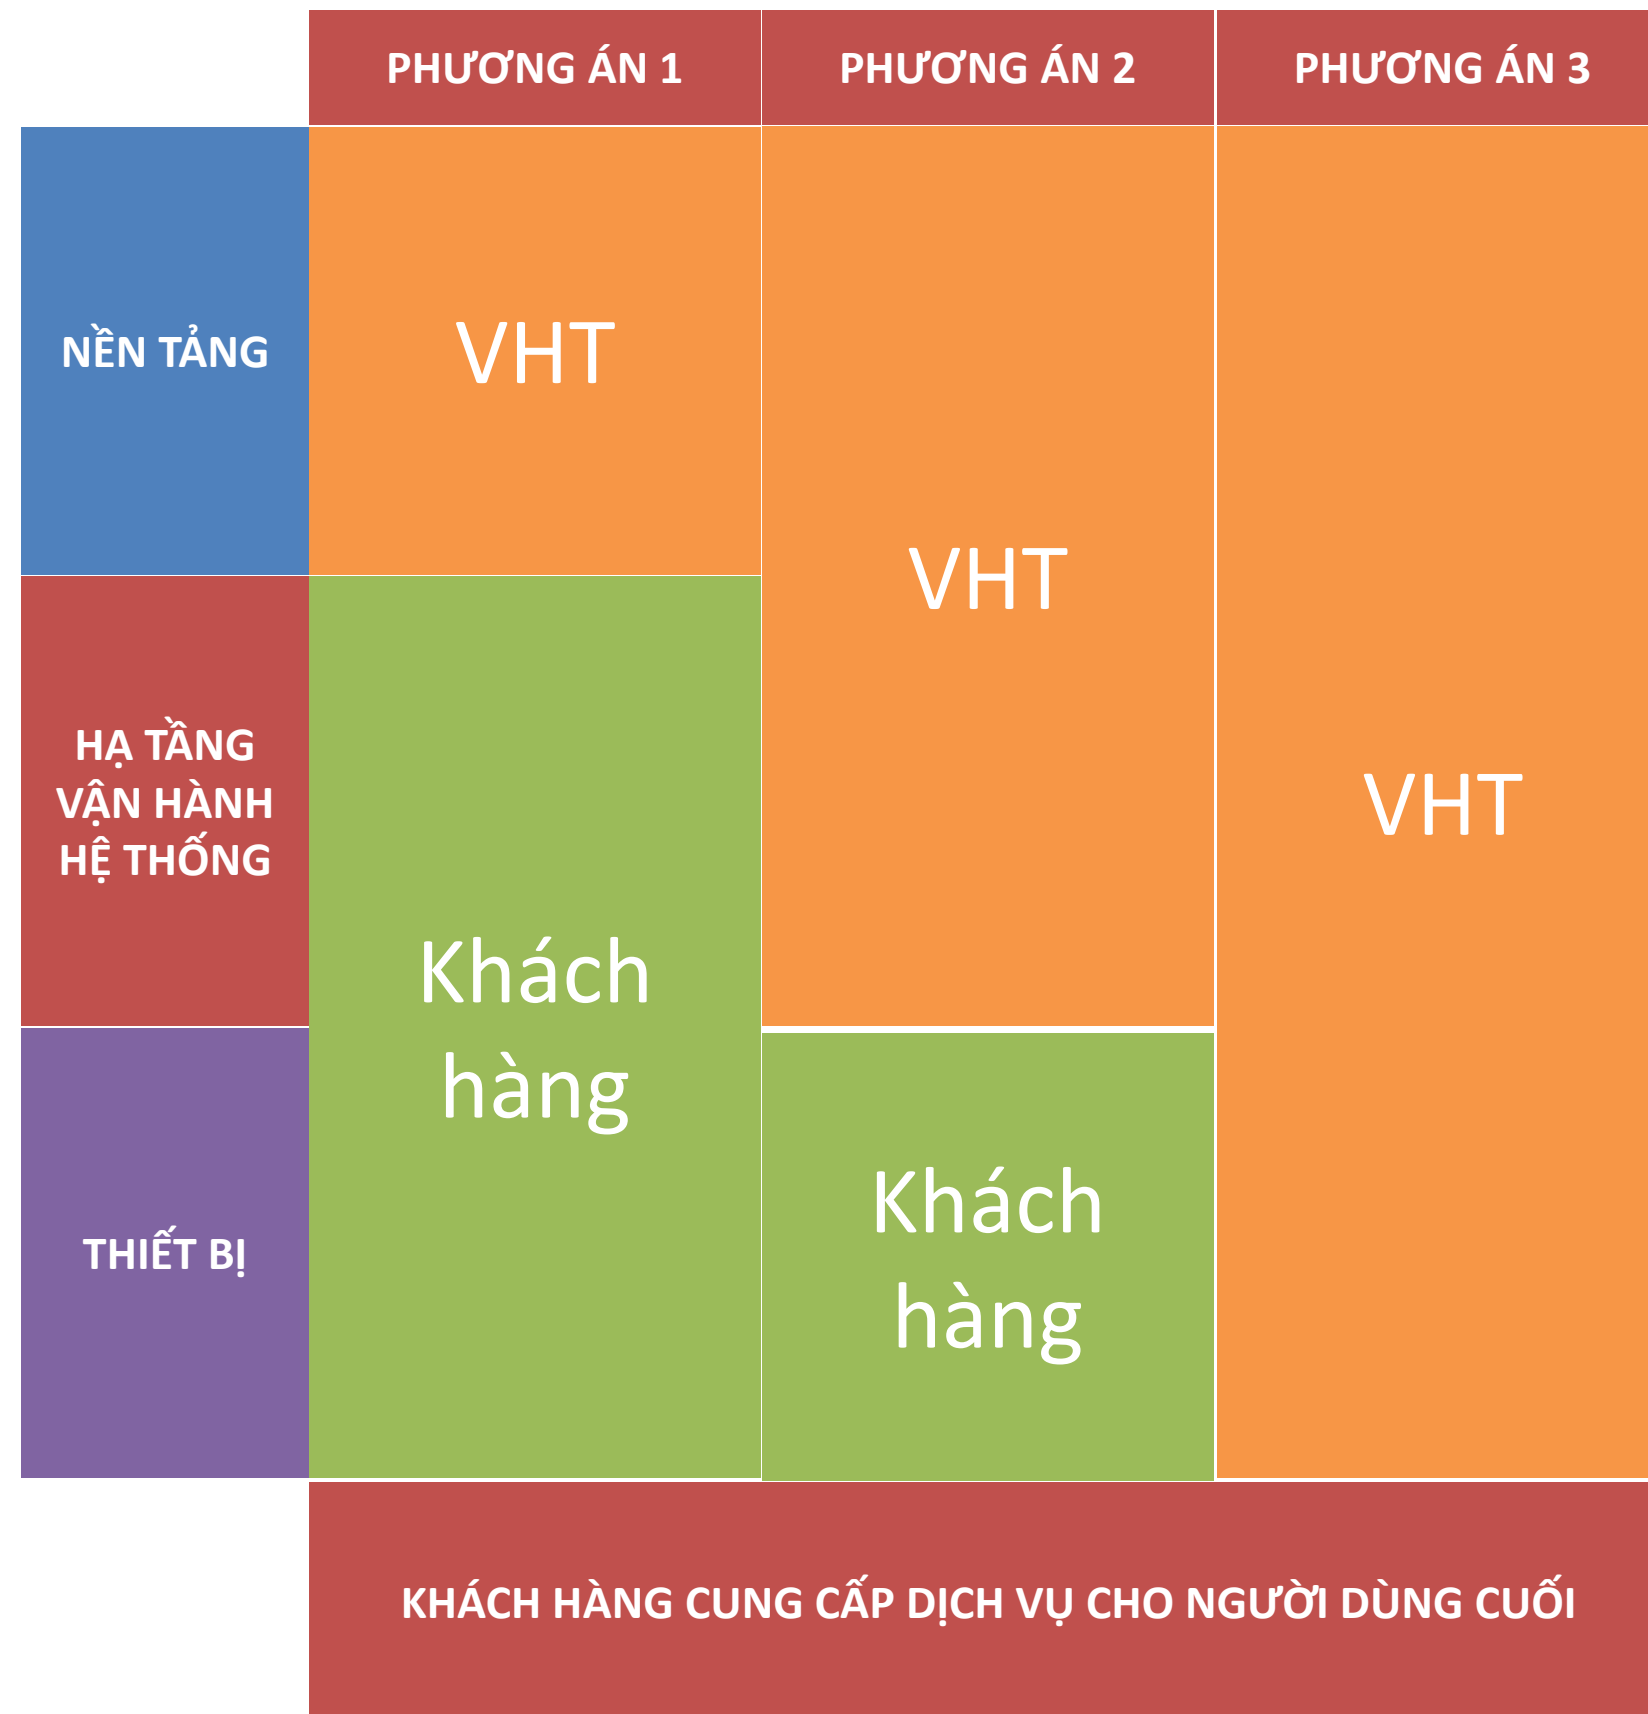 PHƯƠNG ÁN 1
PHƯƠNG ÁN 2
PHƯƠNG ÁN 3
NỀN TẢNG
VHT
VHT
VHT
HẠ TẦNG
VẬN HÀNH
HỆ THỐNG
Khách
hàng
THIẾT BỊ
Khách
hàng
KHÁCH HÀNG CUNG CẤP DỊCH VỤ CHO NGƯỜI DÙNG CUỐI